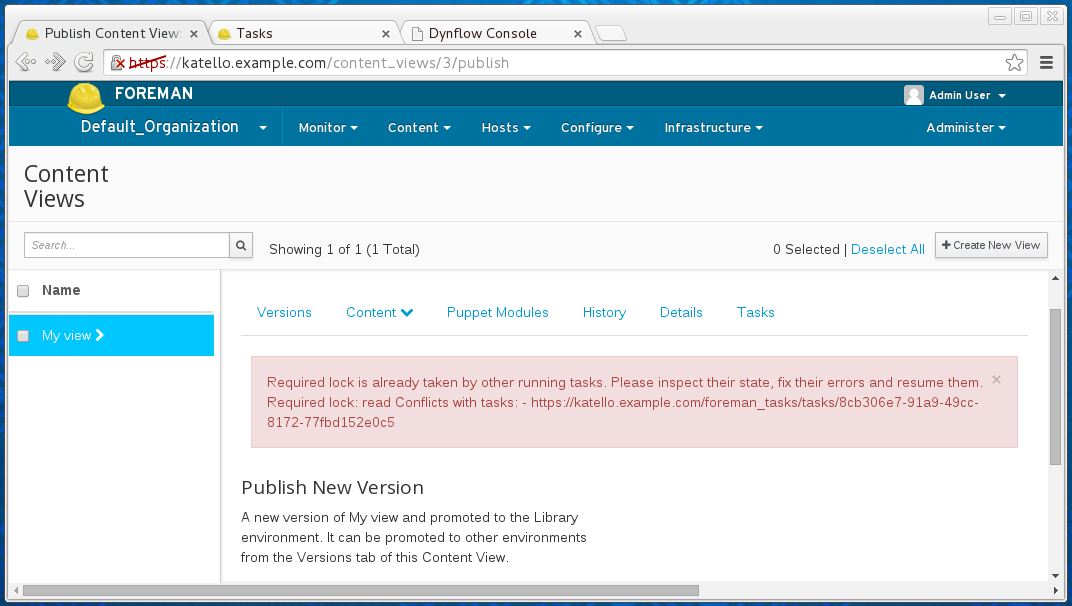 Publish Content View:
Tasks
Dynflow Console
https://katello.example.com/content_views/3/publish
FOREMAN
Admin User
Default_Organization
Monitor
Content
Hosts
Configure
Infrastructure
Administer
Content
Views
Search...
Showing 1 of 1 (1 Total)
0 Selected | Deselect All
Create New View
Name
Versions
Content
Puppet Modules
History
Details
Tasks
My view
Required lock is already taken by other running tasks. Please inspect their state, fix their errors and resume them.
Required lock: read Conflicts with tasks: - https://katello.example.com/foreman_tasks/tasks/8cb306e7-91a9-49cc-
8172-77fbd152e0c5
Publish New Version
A new version of My view and promoted to the Library
environment. It can be promoted to other environments
from the Versions tab of this Content View.